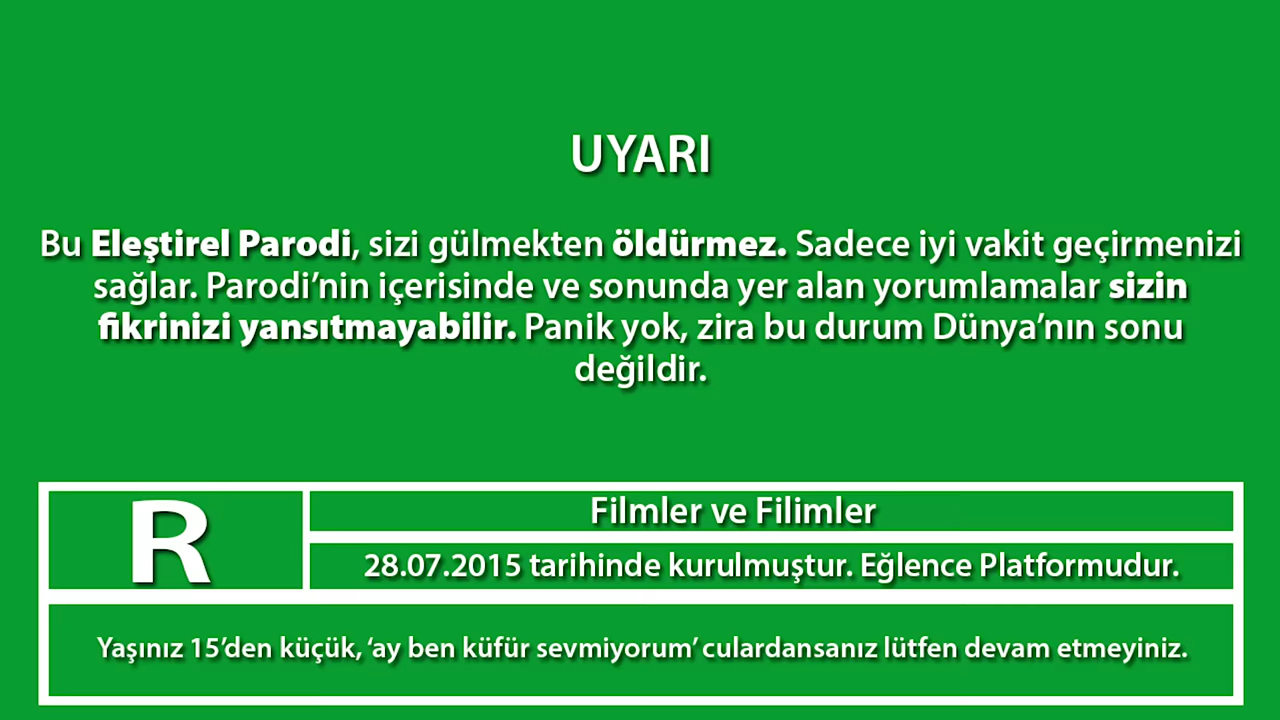 UYARI
Bu Eleştirel Parodi, sizi gülmekten öldürmez. Sadece iyi vakit geçirmenizi
sağlar. Parodi’nin içerisinde ve sonunda yer alan yorumlamalar sizin
fikrinizi yansıtmayabilir. Panik yok, zira bu durum Dünya’nın sonu
değildir.
R
Filmler ve Filimler
28.07.2015 tarihinde kurulmuştur. Eğlence Platformudur.
Yaşınız 15’den küçük, ‘ay ben küfür sevmiyorum’ culardansanız lütfen devam etmeyiniz.